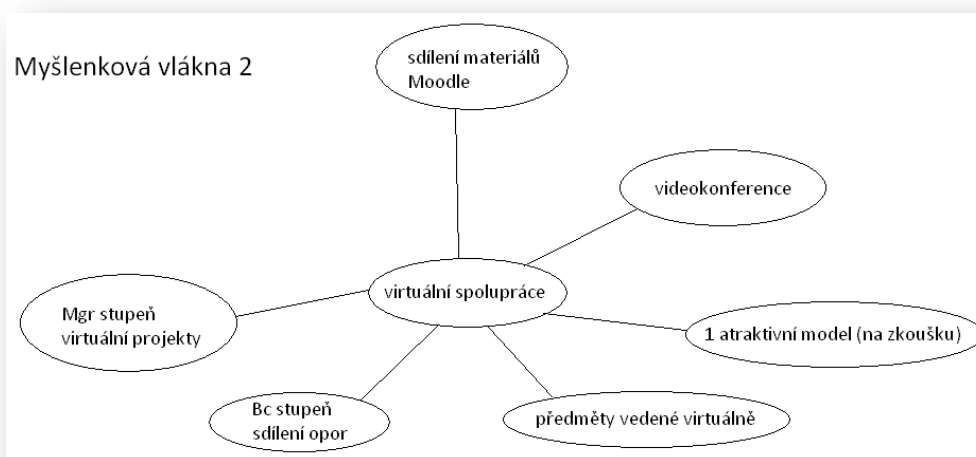 Myšlenková vlákna 2
sdílení materiálů
Moodle
videokonference
virtuální spolupráce
Mgr stupeň
virtuální projekty
1 atraktivní model (na zkoušku)
Bc stupeň
sdílení opor
předměty vedené virtuálně